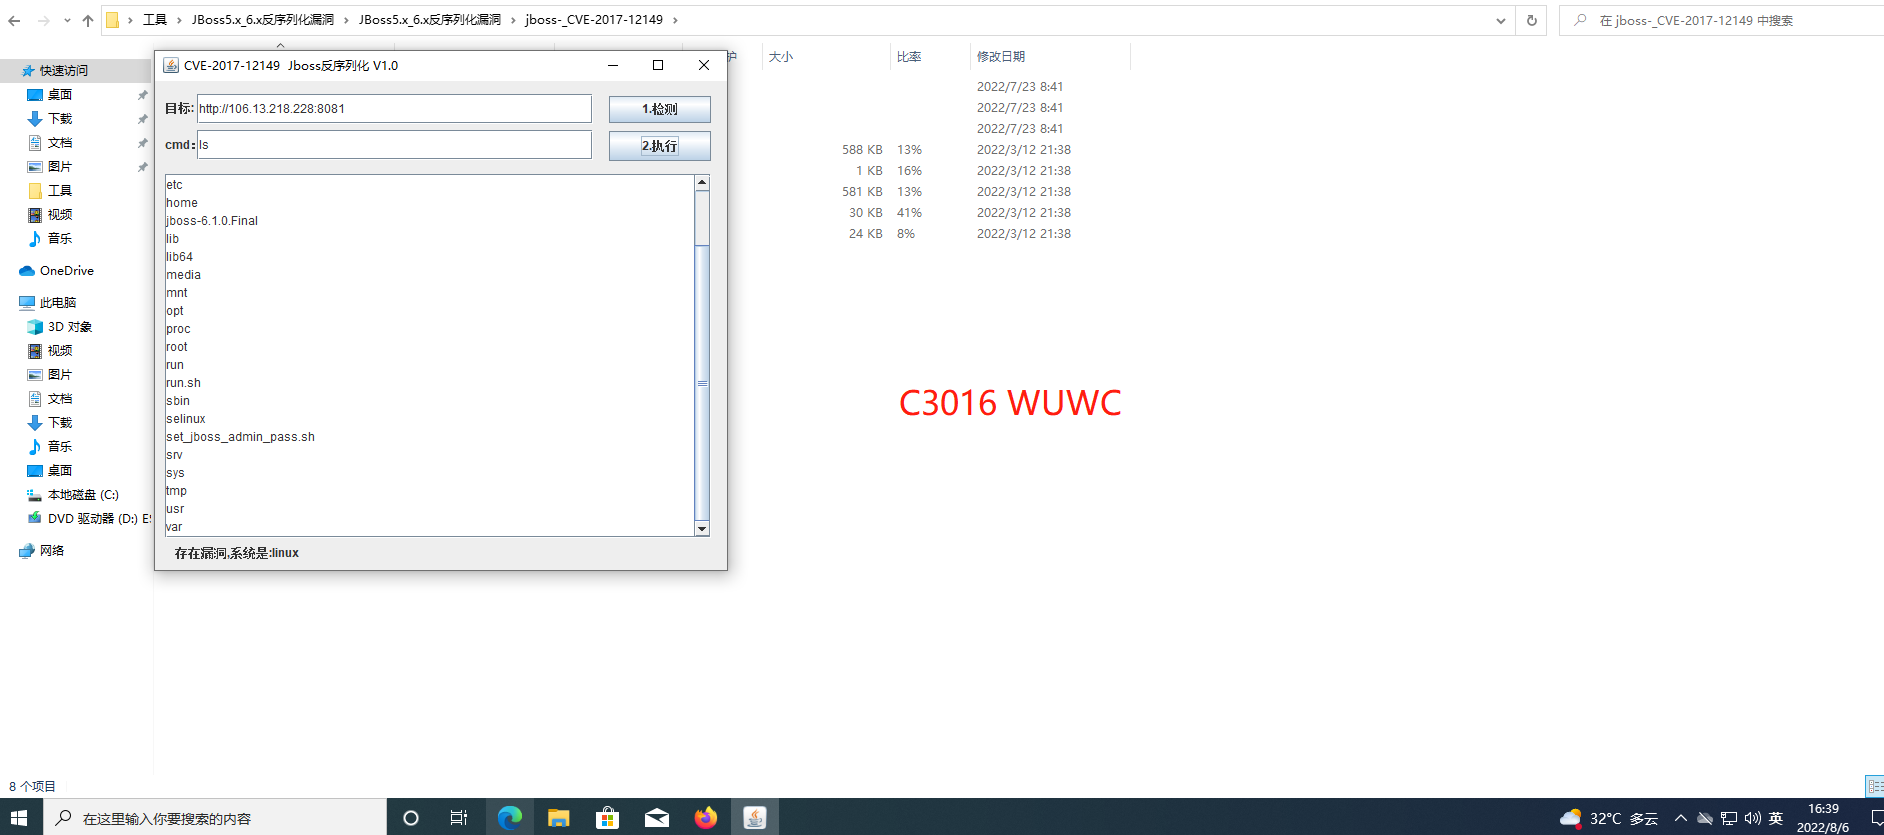 工具 › JBoss5.x_6.x反序列化漏洞 › JBoss5.x_6.x反序列化漏洞 › jboss-_CVE-2017-12149 ›
在 jboss-_CVE-2017-12149 中搜索
护 大小 比率 修改日期
2022/7/23 8:41
2022/7/23 8:41
2022/7/23 8:41
588 KB 13% 2022/3/12 21:38
1 KB 16% 2022/3/12 21:38
581 KB 13% 2022/3/12 21:38
30 KB 41% 2022/3/12 21:38
24 KB 8% 2022/3/12 21:38
快速访问
桌面
下载
文档
图片
工具
视频
音乐
OneDrive
此电脑
3D 对象
视频
图片
文档
下载
音乐
桌面
本地磁盘 (C:)
DVD 驱动器 (D:) E
网络
CVE-2017-12149 Jboss反序列化 V1.0
目标: http://106.13.218.228:8081 1.检测
cmd: ls 2.执行
etc
home
jboss-6.1.0.Final
lib
lib64
media
mnt
opt
proc
root
run
run.sh
sbin
selinux
set_jboss_admin_pass.sh
srv
sys
tmp
usr
var
存在漏洞,系统是:linux
C3016 WUWC
8 个项目
在这里输入你要搜索的内容
32°C 多云
英
16:39
2022/8/6